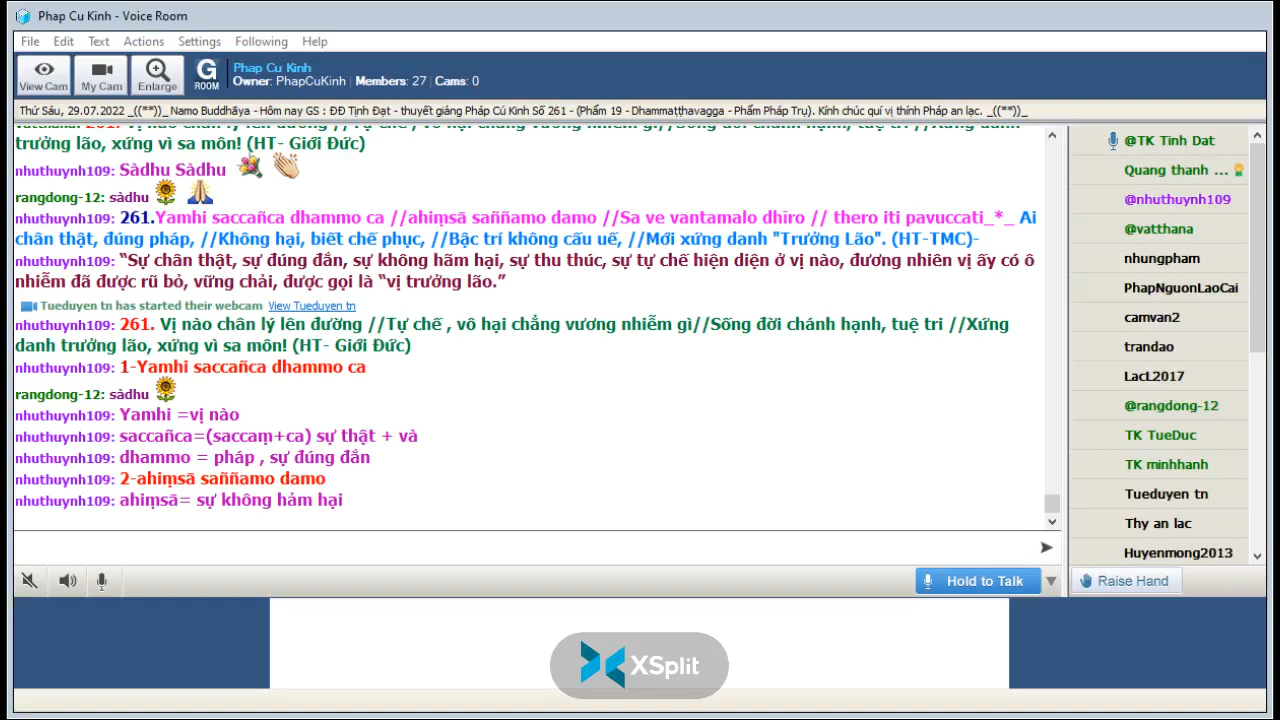 Phap Cu Kinh - Voice Room
File Edit Text Actions Settings Following Help
View Cam My Cam Enlarge G ROOM
Phap Cu Kinh
Owner: PhapCuKinh | Members: 27 | Cams: 0
Thứ Sáu, 29.07.2022 _((**))_ Namo Buddhāya - Hôm nay GS : ĐĐ Tịnh Đạt - thuyết giảng Pháp Cú Kinh Số 261 - (Phẩm 19 - Dhammaṭṭhavagga - Phẩm Pháp Trụ). Kính chúc quí vị thính Pháp an lạc. _((**))_
trưởng lão, xứng vì sa môn! (HT- Giới Đức)
nhuthuynh109: Sàdhu Sàdhu
rangdong-12: sàdhu
nhuthuynh109: 261.Yamhi saccañca dhammo ca //ahiṃsā saññamo damo //Sa ve vantamalo dhīro // thero iti pavuccati_*_ Ai
chân thật, đúng pháp, //Không hại, biết chế phục, //Bậc trí không cấu uế, //Mới xứng danh "Trưởng Lão". (HT-TMC)-
nhuthuynh109: “Sự chân thật, sự đúng đắn, sự không hãm hại, sự thu thúc, sự tự chế hiện diện ở vị nào, đương nhiên vị ấy có ô
nhiễm đã được rũ bỏ, vững chải, được gọi là “vị trưởng lão.”
Tueduyen tn has started their webcam View Tueduyen tn
nhuthuynh109: 261. Vị nào chân lý lên đường //Tự chế , vô hại chẳng vương nhiễm gì//Sống đời chánh hạnh, tuệ tri //Xứng
danh trưởng lão, xứng vì sa môn! (HT- Giới Đức)
nhuthuynh109: 1-Yamhi saccañca dhammo ca
rangdong-12: sàdhu
nhuthuynh109: Yamhi =vị nào
nhuthuynh109: saccañca=(saccaṃ+ca) sự thật + và
nhuthuynh109: dhammo = pháp , sự đúng đắn
nhuthuynh109: 2-ahiṃsā saññamo damo
nhuthuynh109: ahiṃsā= sự không hảm hại
Hold to Talk
@TK Tinh Dat
Quang thanh ...
@nhuthuynh109
@vatthana
nhungpham
PhapNguonLaoCai
camvan2
trandao
LacL2017
@rangdong-12
TK TueDuc
TK minhhanh
Tueduyen tn
Thy an lac
Huyenmong2013
Raise Hand
XSplit